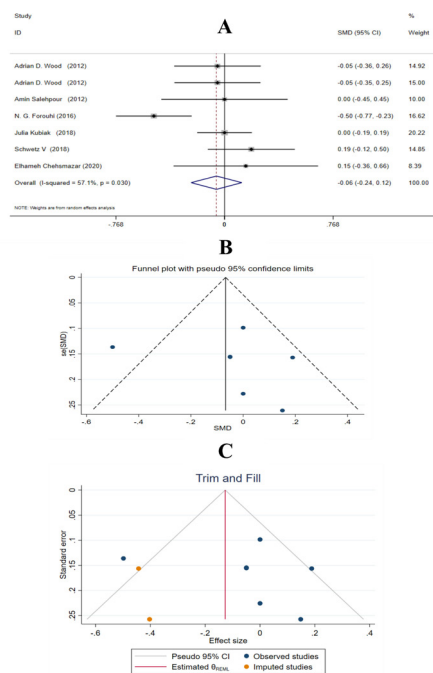 A
Study %
ID SMD (95% CI) Weight
Adrian D. Wood (2012) -0.05 (-0.36, 0.26) 14.92
Adrian D. Wood (2012) -0.05 (-0.35, 0.25) 15.00
Amin Salehpour (2012) 0.00 (-0.45, 0.45) 10.00
N. G. Forouhi (2016) -0.50 (-0.77, -0.23) 16.62
Julia Kubiak (2018) 0.00 (-0.19, 0.19) 20.22
Schwetz V (2018) 0.19 (-0.12, 0.50) 14.85
Elhameh Chehsmazar (2020) 0.15 (-0.36, 0.66) 8.39
Overall (I-squared = 57.1%, p = 0.030) -0.06 (-0.24, 0.12) 100.00
NOTE: Weights are from random effects analysis
-.768 0 .768
B
Funnel plot with pseudo 95% confidence limits
0
.05
.1
.15
.2
.25
se(SMD)
-.6 -.4 -.2 0 .2 .4
SMD
C
Trim and Fill
0
.05
.1
.15
.2
.25
Standard error
-.6 -.4 -.2 0 .2 .4
Effect size
Pseudo 95% CI Observed studies
Estimated θREML Imputed studies